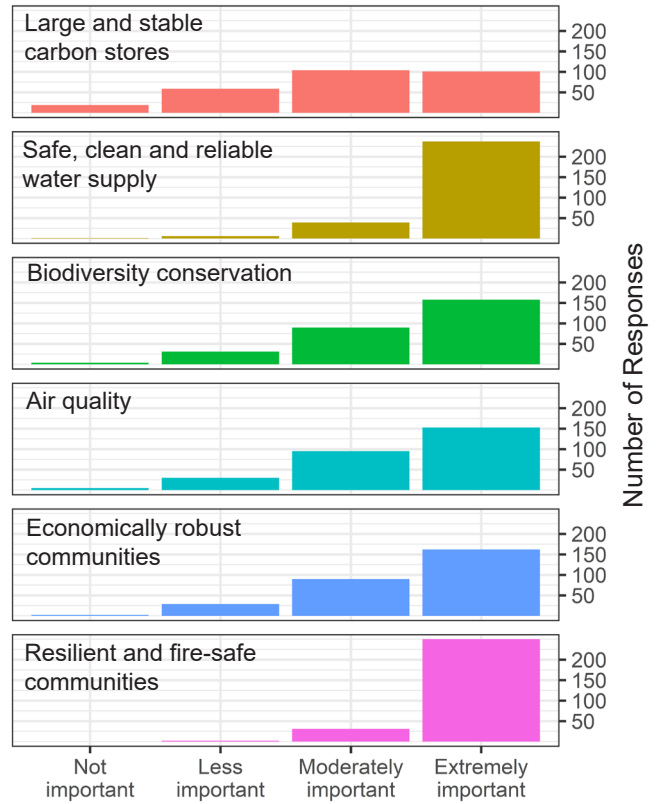 Large and stable
carbon stores
200
150
100
50
Safe, clean and reliable
water supply
200
150
100
50
Biodiversity conservation
200
150
100
50
Air quality
200
150
100
50
Economically robust
communities
200
150
100
50
Resilient and fire-safe
communities
200
150
100
50
Number of Responses
Not
important
Less
important
Moderately
important
Extremely
important